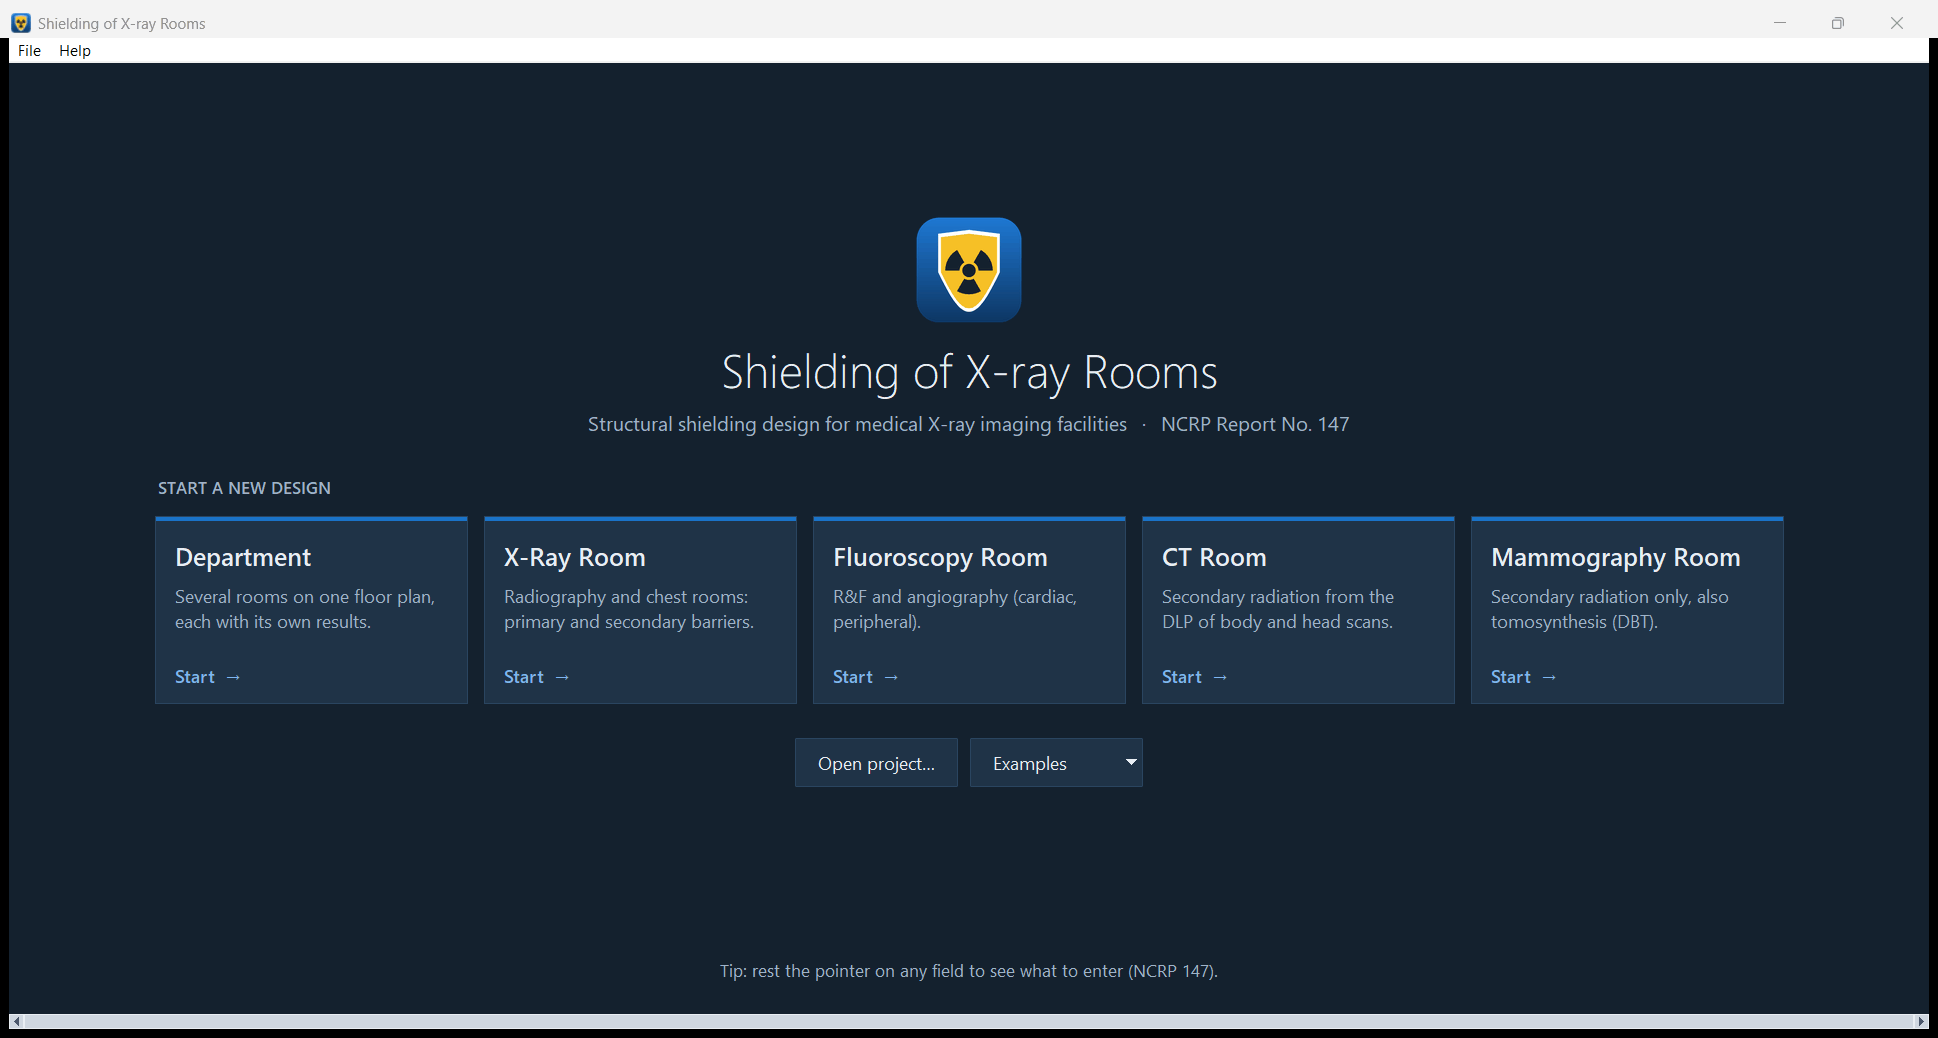 Shielding of X-ray Rooms
File Help
Shielding of X-ray Rooms
Structural shielding design for medical X-ray imaging facilities · NCRP Report No. 147
START A NEW DESIGN
Department
Several rooms on one floor plan,
each with its own results.
Start →
X-Ray Room
Radiography and chest rooms:
primary and secondary barriers.
Start →
Fluoroscopy Room
R&F and angiography (cardiac,
peripheral).
Start →
CT Room
Secondary radiation from the
DLP of body and head scans.
Start →
Mammography Room
Secondary radiation only, also
tomosynthesis (DBT).
Start →
Open project...
Examples
Tip: rest the pointer on any field to see what to enter (NCRP 147).